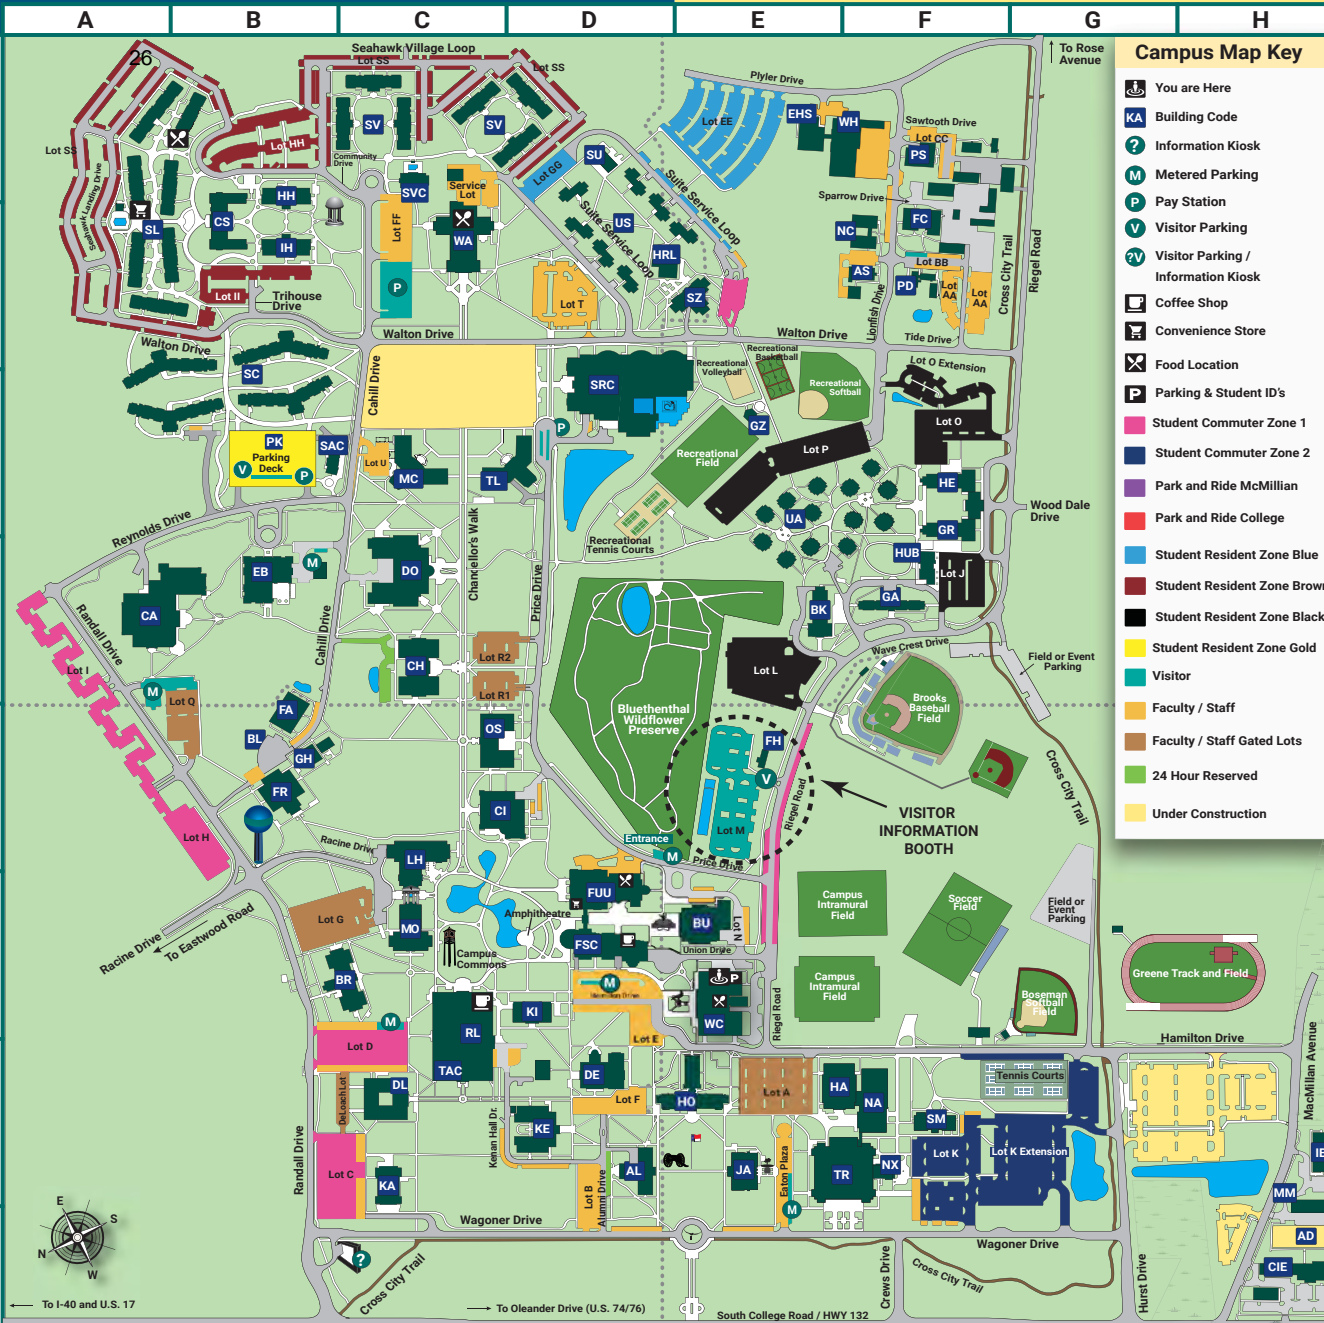 A B C D E F G H
26
Seahawk Village Loop
Lot SS
Lot SS
To Rose
Avenue
Campus Map Key
You are Here
KA Building Code
? Information Kiosk
M Metered Parking
P Pay Station
V Visitor Parking
?V Visitor Parking /
Information Kiosk
Coffee Shop
Convenience Store
Food Location
P Parking & Student ID's
Student Commuter Zone 1
Student Commuter Zone 2
Park and Ride McMillian
Park and Ride College
Student Resident Zone Blue
Student Resident Zone Brown
Student Resident Zone Black
Student Resident Zone Gold
Visitor
Faculty / Staff
Faculty / Staff Gated Lots
24 Hour Reserved
Under Construction
Plyler Drive
Lot EE
EHS
WH
Sawtooth Drive
Lot CC
PS
SV
SV
Lot HH
Lot SS
Community
Drive
SU
Lot GG
Suite Service Loop
Seahawk Landing Drive
SVC
Service
Lot
HH
CS
IH
SL
Lot FF
WA
US
Suite Service Loop
HRL
SZ
Sparrow Drive
FC
NC
AS
Lot BB
PD
Lot
AA
Lot
AA
Cross City Trail
Riegel Road
Lot II
Trihouse
Drive
P
Lot T
Lionfish Drive
Tide Drive
Walton Drive
Walton Drive
Walton Drive
SC
Cahill Drive
SRC
Recreational
Volleyball
Recreational
Basketball
Recreational
Softball
Lot O Extension
Lot O
GZ
PK
Parking
Deck
V
P
SAC
Lot U
MC
TL
P
Recreational
Field
Lot P
HE
UA
GR
Wood Dale
Drive
Reynolds Drive
Recreational
Tennis Courts
Chancellor's Walk
HUB
Lot J
EB
M
DO
Price Drive
CA
GA
BK
Randall Drive
Cahill Drive
Lot I
CH
Lot R2
Lot R1
Lot L
Wave Crest Drive
Field or Event
Parking
M
Lot Q
FA
Bluethenthal
Wildflower
Preserve
Brooks
Baseball
Field
BL
GH
OS
FH
V
FR
CI
Lot M
Riegel Road
VISITOR
INFORMATION
BOOTH
Cross City Trail
Lot H
Entrance
M
Price Drive
Racine Drive
LH
FUU
Amphitheatre
Campus
Intramural
Field
Soccer
Field
Field or
Event
Parking
Lot G
MO
BU
Lot N
Racine Drive
To Eastwood Road
Campus
Commons
FSC
Union Drive
BR
P
Campus
Intramural
Field
Greene Track and Field
M
Boseman
Softball
Field
KI
WC
Riegel Road
M
RL
Lot D
Lot E
Hamilton Drive
TAC
DE
DL
DeLoach Lot
Lot F
HO
Lot A
HA
NA
Tennis Courts
MacMillan Avenue
Kenan Hall Dr.
KE
SM
Lot K
Lot K Extension
Randall Drive
Lot C
KA
AL
Lot B
Alumni Drive
JA
Eaton Plaza
TR
NX
M
MM
AD
CIE
Wagoner Drive
Wagoner Drive
E
S
N
W
?
Cross City Trail
Crews Drive
Cross City Trail
Hurst Drive
To I-40 and U.S. 17
To Oleander Drive (U.S. 74/76)
South College Road / HWY 132